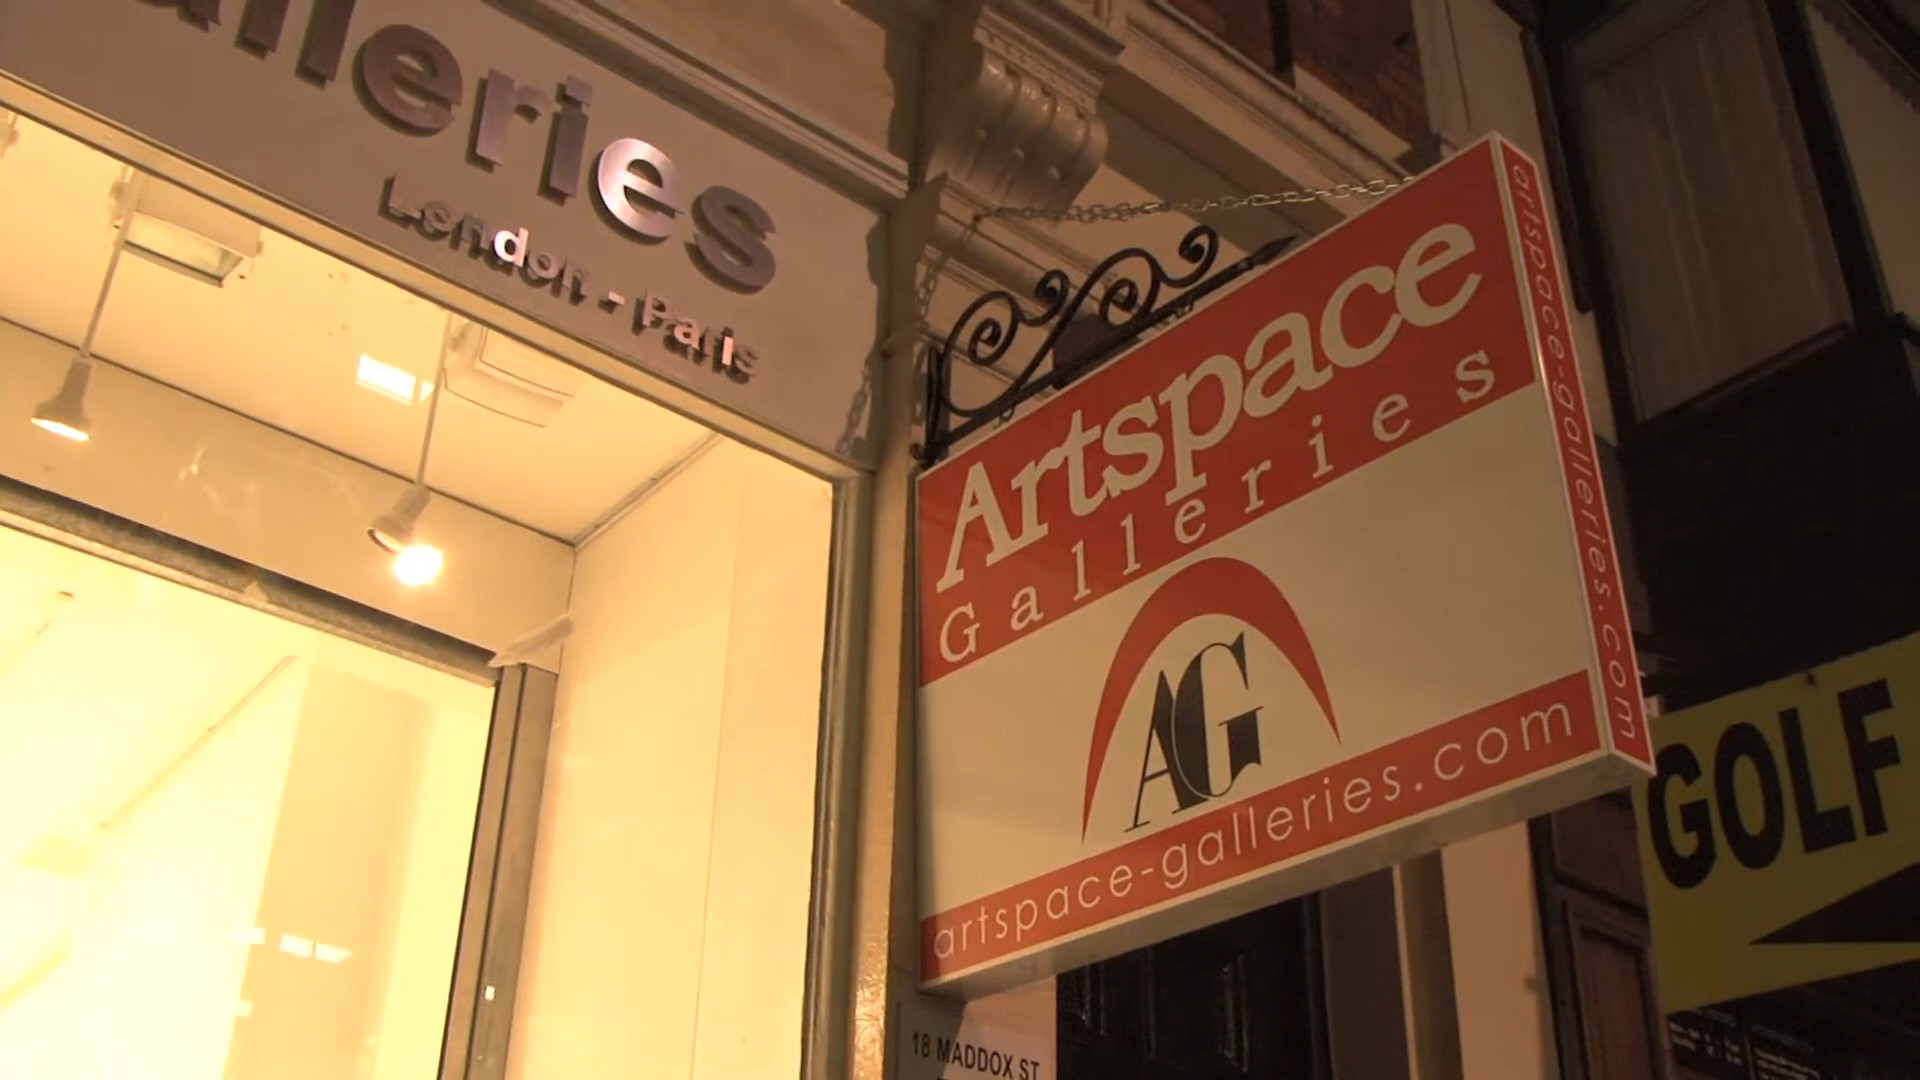 alleries
London - Paris
Artspace
Galleries
AG
artspace-galleries.com
artspace-galleries.com
18 MADDOX ST
GOLF